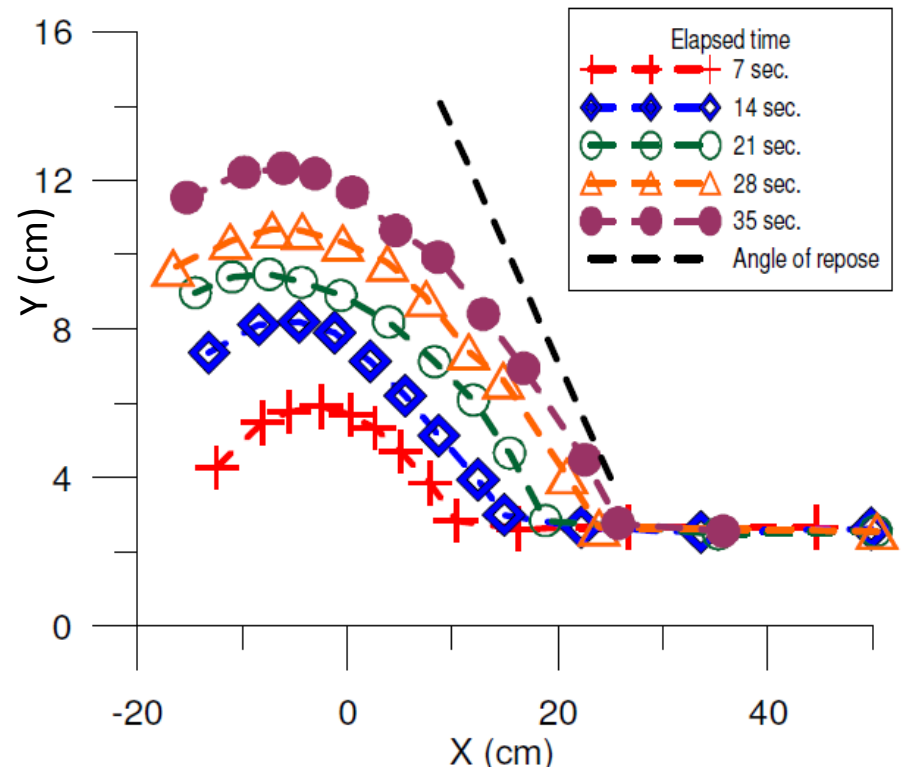 16
12
8
4
0
Y (cm)
-20
0
20
40
X (cm)
Elapsed time
7 sec.
14 sec.
21 sec.
28 sec.
35 sec.
Angle of repose